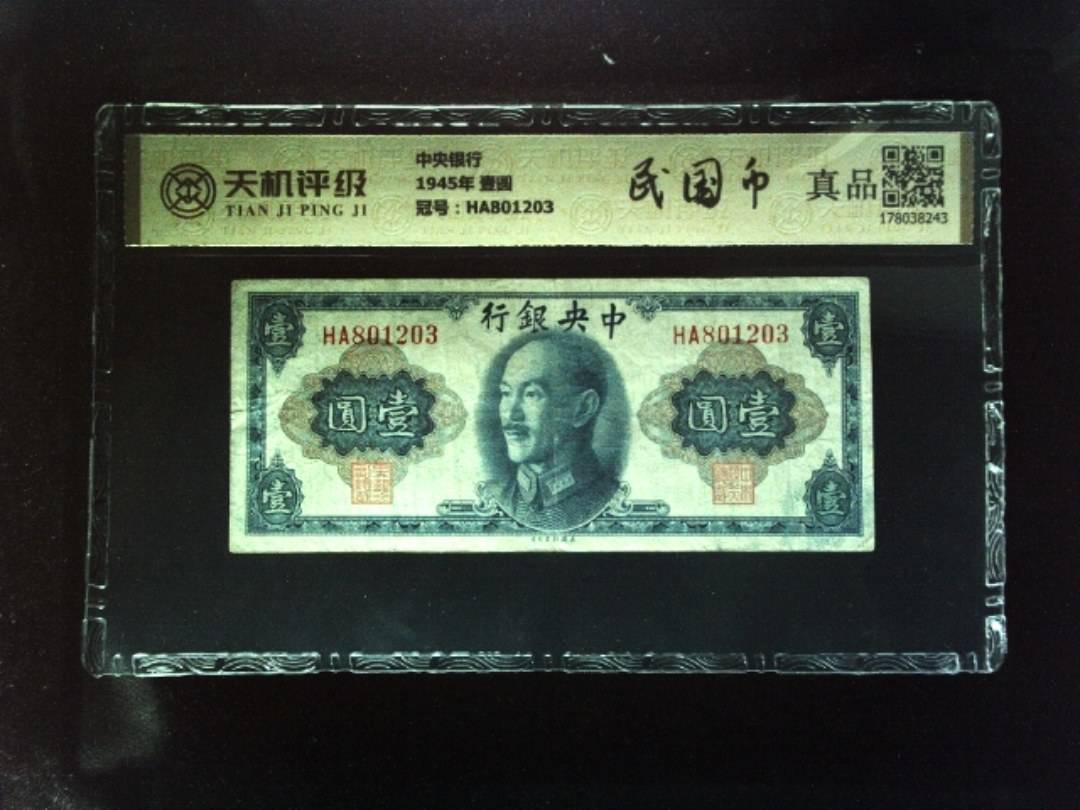 天机评级
TIAN JI PING JI
中央银行
1945年 壹圆
冠号：HA801203
民国币
真品
178038243
行銀央中
HA801203
HA801203
圓壹
圓壹
壹
壹
壹
壹